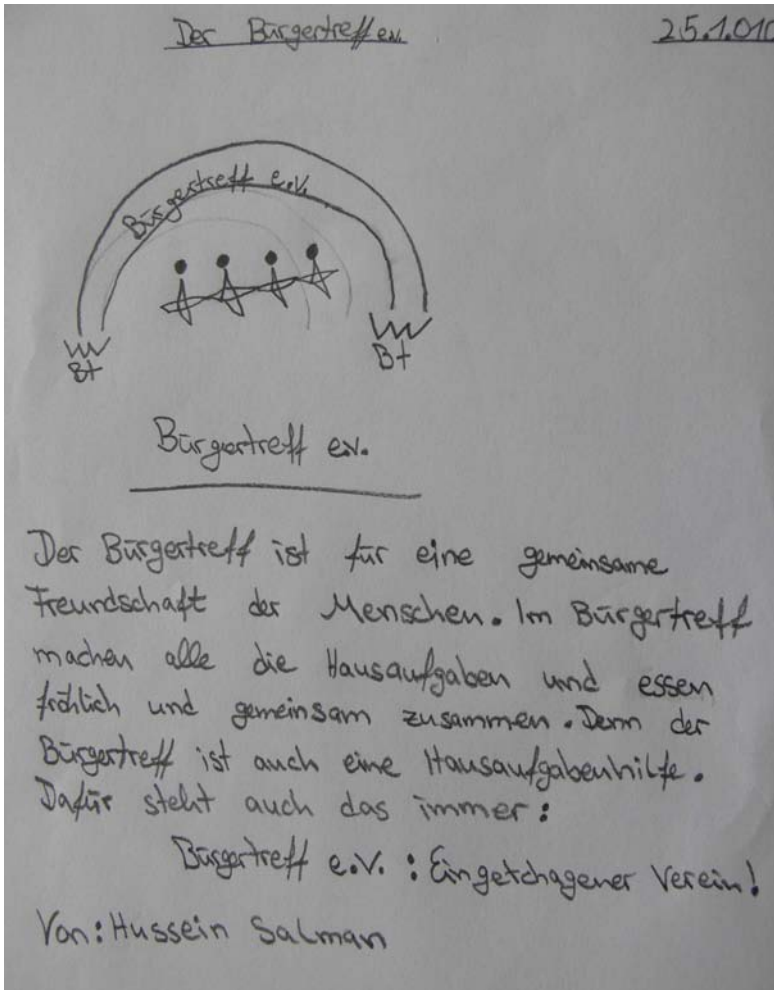 Der Bürgertreff e.V.
25.1.010
Bürgertreff e.V.
Bt
Bt
Bürgertreff e.V.
Der Bürgertreff ist für eine gemeinsame
Freundschaft der Menschen. Im Bürgertreff
machen alle die Hausaufgaben und essen
fröhlich und gemeinsam zusammen. Denn der
Bürgertreff ist auch eine Hausaufgabenhilfe.
Dafür steht auch das immer:
Bürgertreff e.V.: Eingetchagener Verein!
Von: Hussein Salman